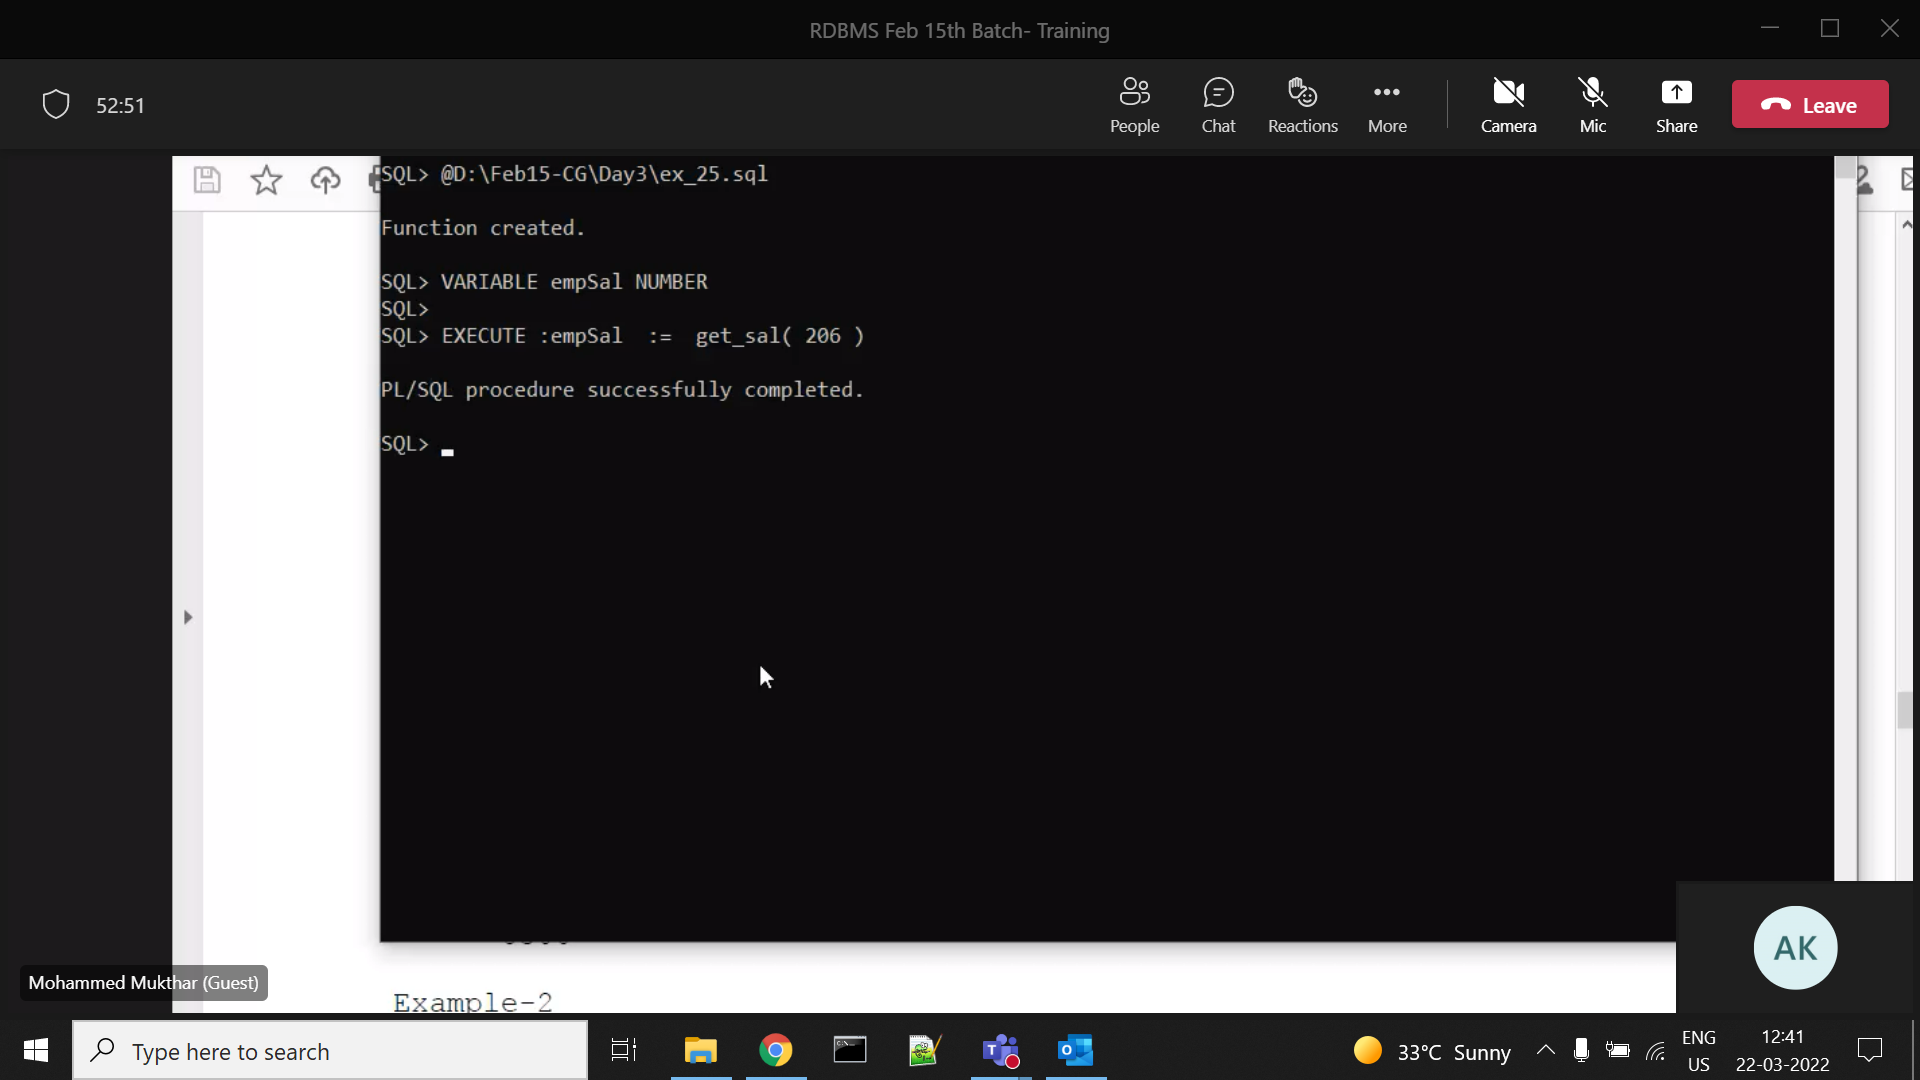 RDBMS Feb 15th Batch- Training
52:51
People
Chat
Reactions
More
Camera
Mic
Share
Leave
SQL> @D:\Feb15-CG\Day3\ex_25.sql
Function created.
SQL> VARIABLE empSal NUMBER
SQL>
SQL> EXECUTE :empSal  :=  get_sal( 206 )
PL/SQL procedure successfully completed.
SQL>
AK
Mohammed Mukthar (Guest)
Example-2
Type here to search
33°C Sunny
ENG
US
12:41
22-03-2022